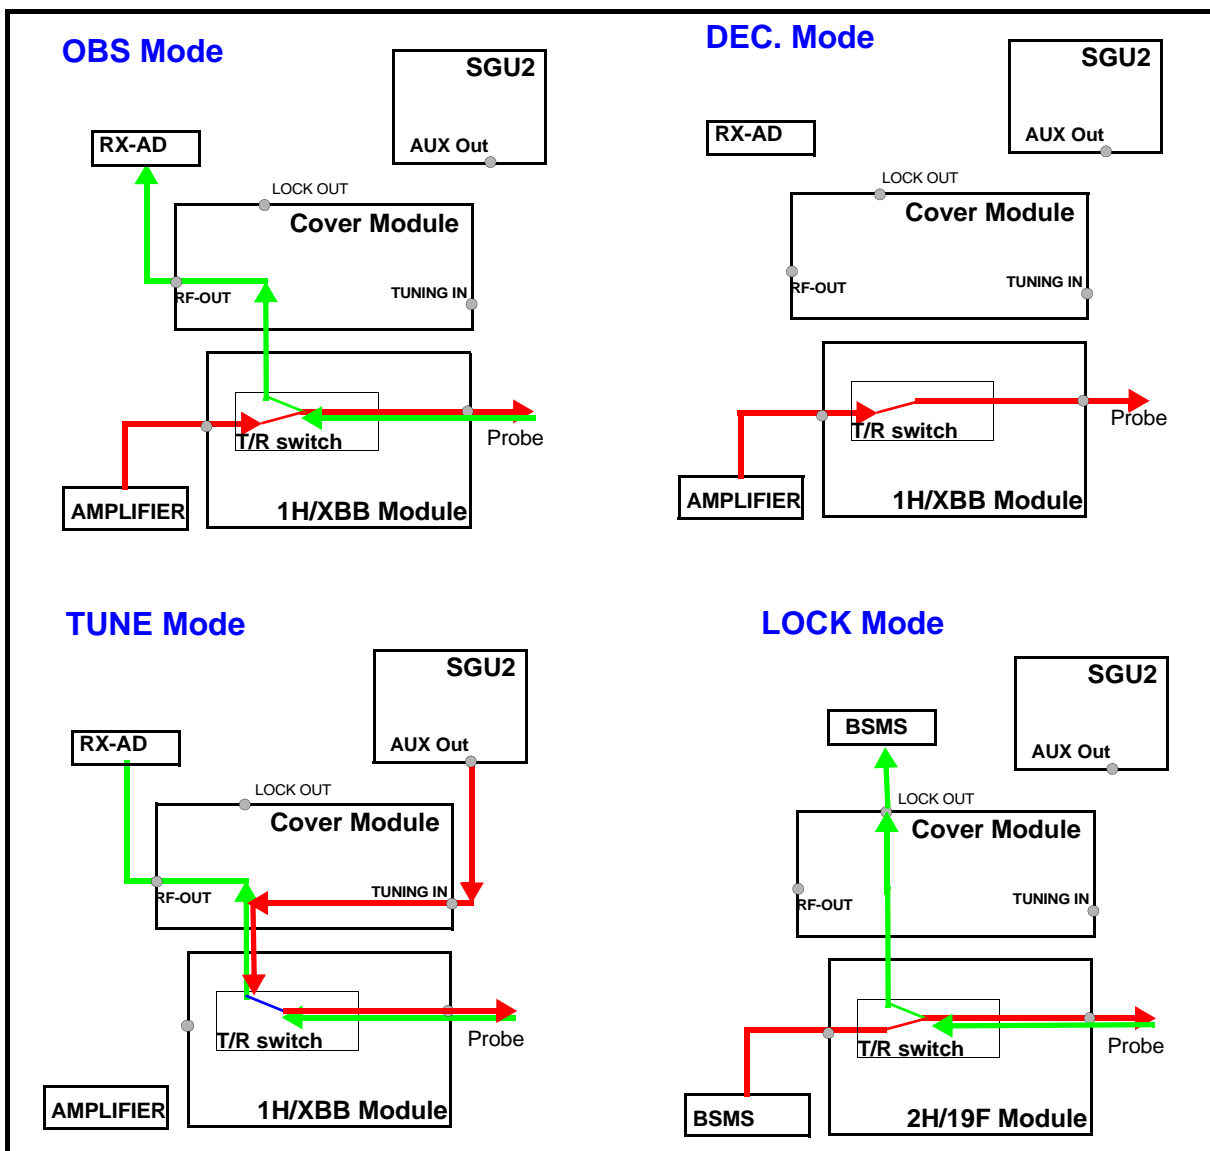 OBS Mode
SGU2
AUX Out
RX-AD
LOCK OUT
Cover Module
RF-OUT
TUNING IN
T/R switch
Probe
AMPLIFIER
1H/XBB Module
DEC. Mode
SGU2
AUX Out
RX-AD
LOCK OUT
Cover Module
RF-OUT
TUNING IN
T/R switch
Probe
AMPLIFIER
1H/XBB Module
TUNE Mode
SGU2
AUX Out
RX-AD
LOCK OUT
Cover Module
RF-OUT
TUNING IN
T/R switch
Probe
AMPLIFIER
1H/XBB Module
LOCK Mode
SGU2
AUX Out
BSMS
LOCK OUT
Cover Module
RF-OUT
TUNING IN
T/R switch
Probe
BSMS
2H/19F Module